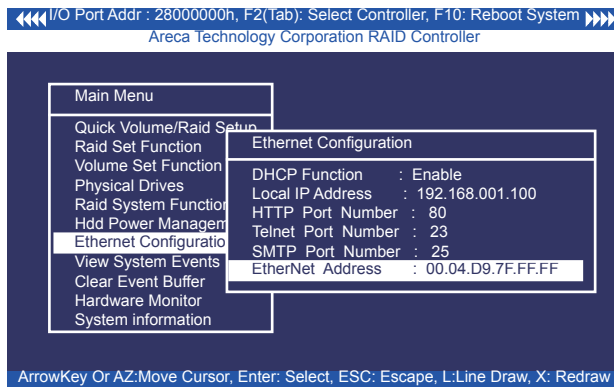 I/O Port Addr : 28000000h, F2(Tab): Select Controller, F10: Reboot System
Areca Technology Corporation RAID Controller
Main Menu
Quick Volume/Raid Setup
Raid Set Function
Volume Set Function
Physical Drives
Raid System Function
Hdd Power Managem
Ethernet Configuratio
View System Events
Clear Event Buffer
Hardware Monitor
System information
Ethernet Configuration
DHCP Function : Enable
Local IP Address : 192.168.001.100
HTTP Port Number : 80
Telnet Port Number : 23
SMTP Port Number : 25
EtherNet Address : 00.04.D9.7F.FF.FF
ArrowKey Or AZ:Move Cursor, Enter: Select, ESC: Escape, L:Line Draw, X: Redraw